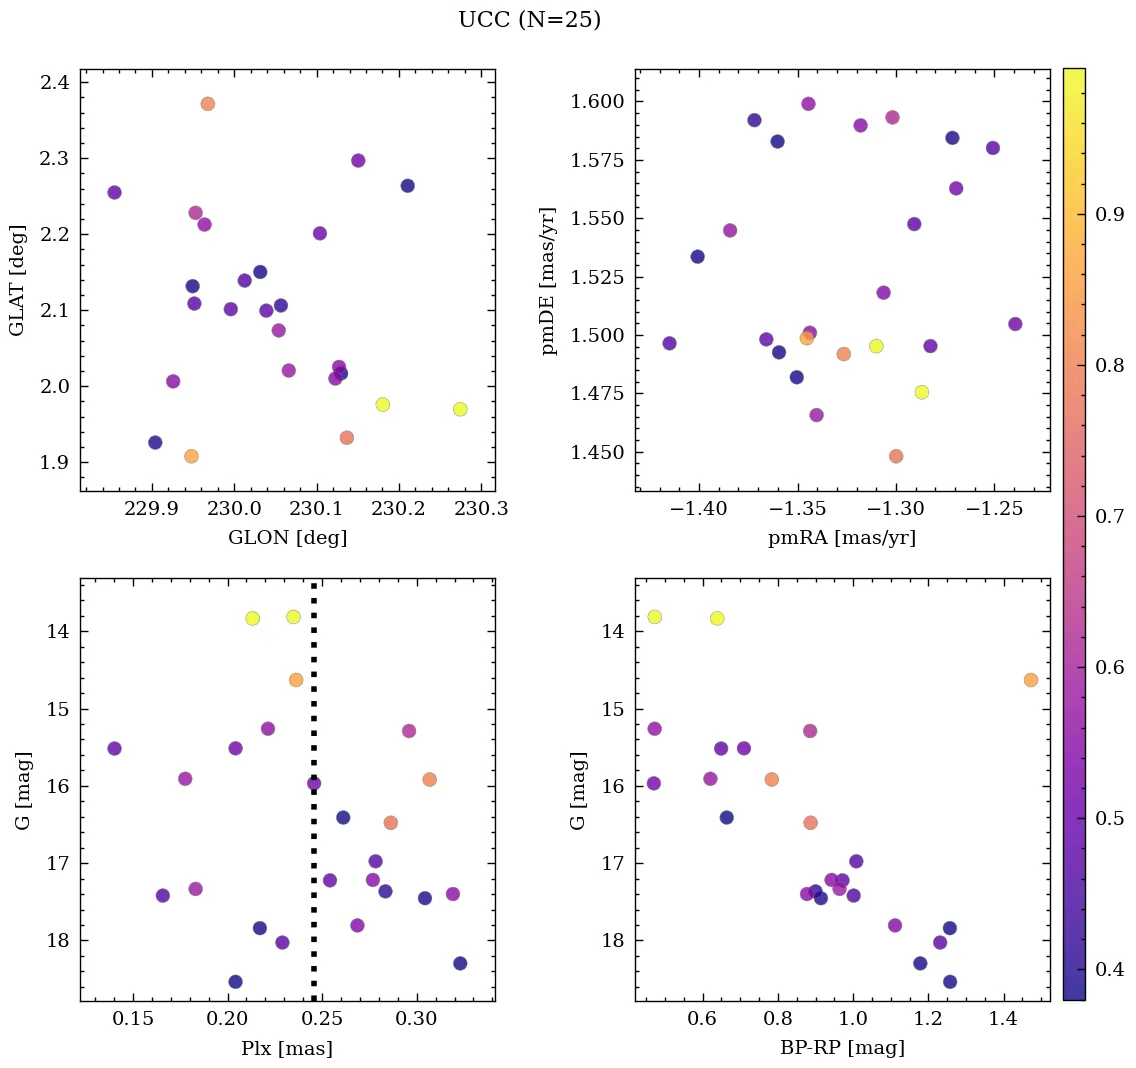 UCC (N=25)
2.4
2.3
2.2
2.1
2.0
1.9
GLAT [deg]
229.9 230.0 230.1 230.2 230.3
GLON [deg]
1.600
1.575
1.550
1.525
1.500
1.475
1.450
pmDE [mas/yr]
−1.40 −1.35 −1.30 −1.25
pmRA [mas/yr]
14
15
16
17
18
G [mag]
0.15 0.20 0.25 0.30
Plx [mas]
14
15
16
17
18
G [mag]
0.6 0.8 1.0 1.2 1.4
BP-RP [mag]
0.9
0.8
0.7
0.6
0.5
0.4